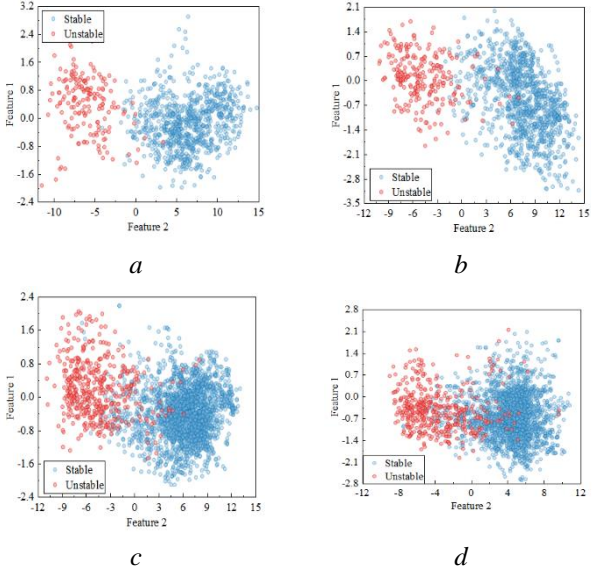 3.2
2.4
1.6
0.8
0.0
-0.8
-1.6
-2.4
Feature 1
Stable
Unstable
-10 -5 0 5 10 15
Feature 2
a
2.1
1.4
0.7
0.0
-0.7
-1.4
-2.1
-2.8
-3.5
Feature 1
Stable
Unstable
-12 -9 -6 -3 0 3 6 9 12 15
Feature 2
b
2.4
1.6
0.8
0.0
-0.8
-1.6
-2.4
Feature 1
Stable
Unstable
-12 -9 -6 -3 0 3 6 9 12 15
Feature 2
c
2.8
2.1
1.4
0.7
0.0
-0.7
-1.4
-2.1
-2.8
Feature 1
Stable
Unstable
-12 -8 -4 0 4 8 12
Feature 2
d